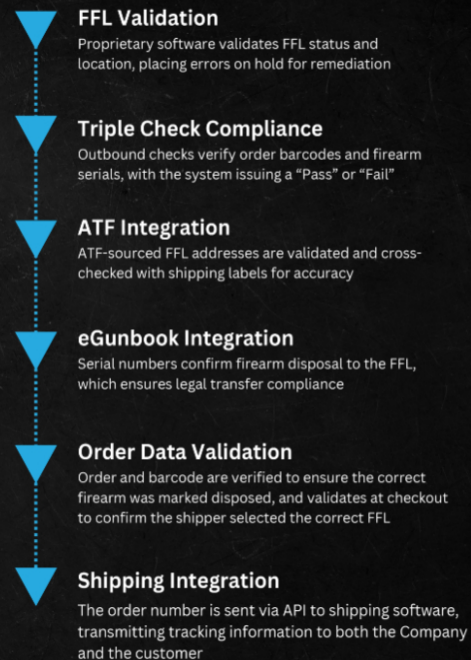 FFL Validation
Proprietary software validates FFL status and
location, placing errors on hold for remediation
Triple Check Compliance
Outbound checks verify order barcodes and firearm
serials, with the system issuing a “Pass” or “Fail”
ATF Integration
ATF-sourced FFL addresses are validated and cross-
checked with shipping labels for accuracy
eGunbook Integration
Serial numbers confirm firearm disposal to the FFL,
which ensures legal transfer compliance
Order Data Validation
Order and barcode are verified to ensure the correct
firearm was marked disposed, and validates at checkout
to confirm the shipper selected the correct FFL
Shipping Integration
The order number is sent via API to shipping software,
transmitting tracking information to both the Company
and the customer